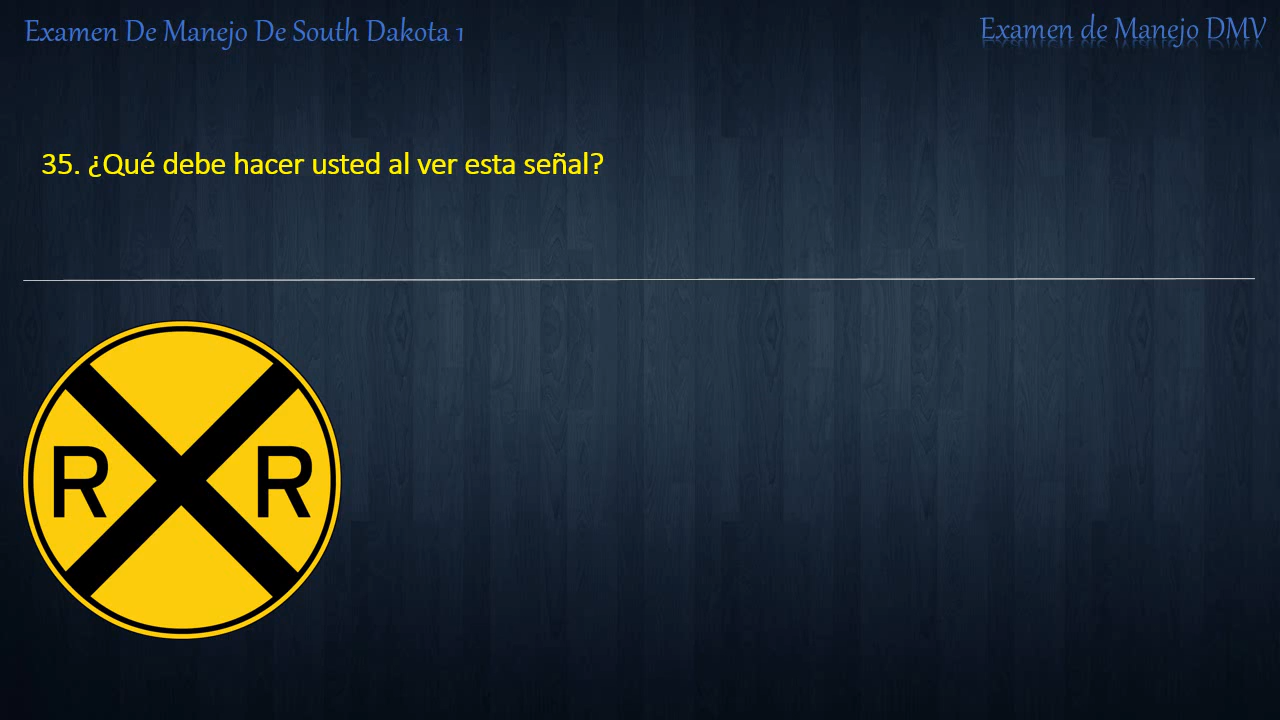 Examen De Manejo De South Dakota 1
Examen de Manejo DMV
35. ¿Qué debe hacer usted al ver esta señal?
R R